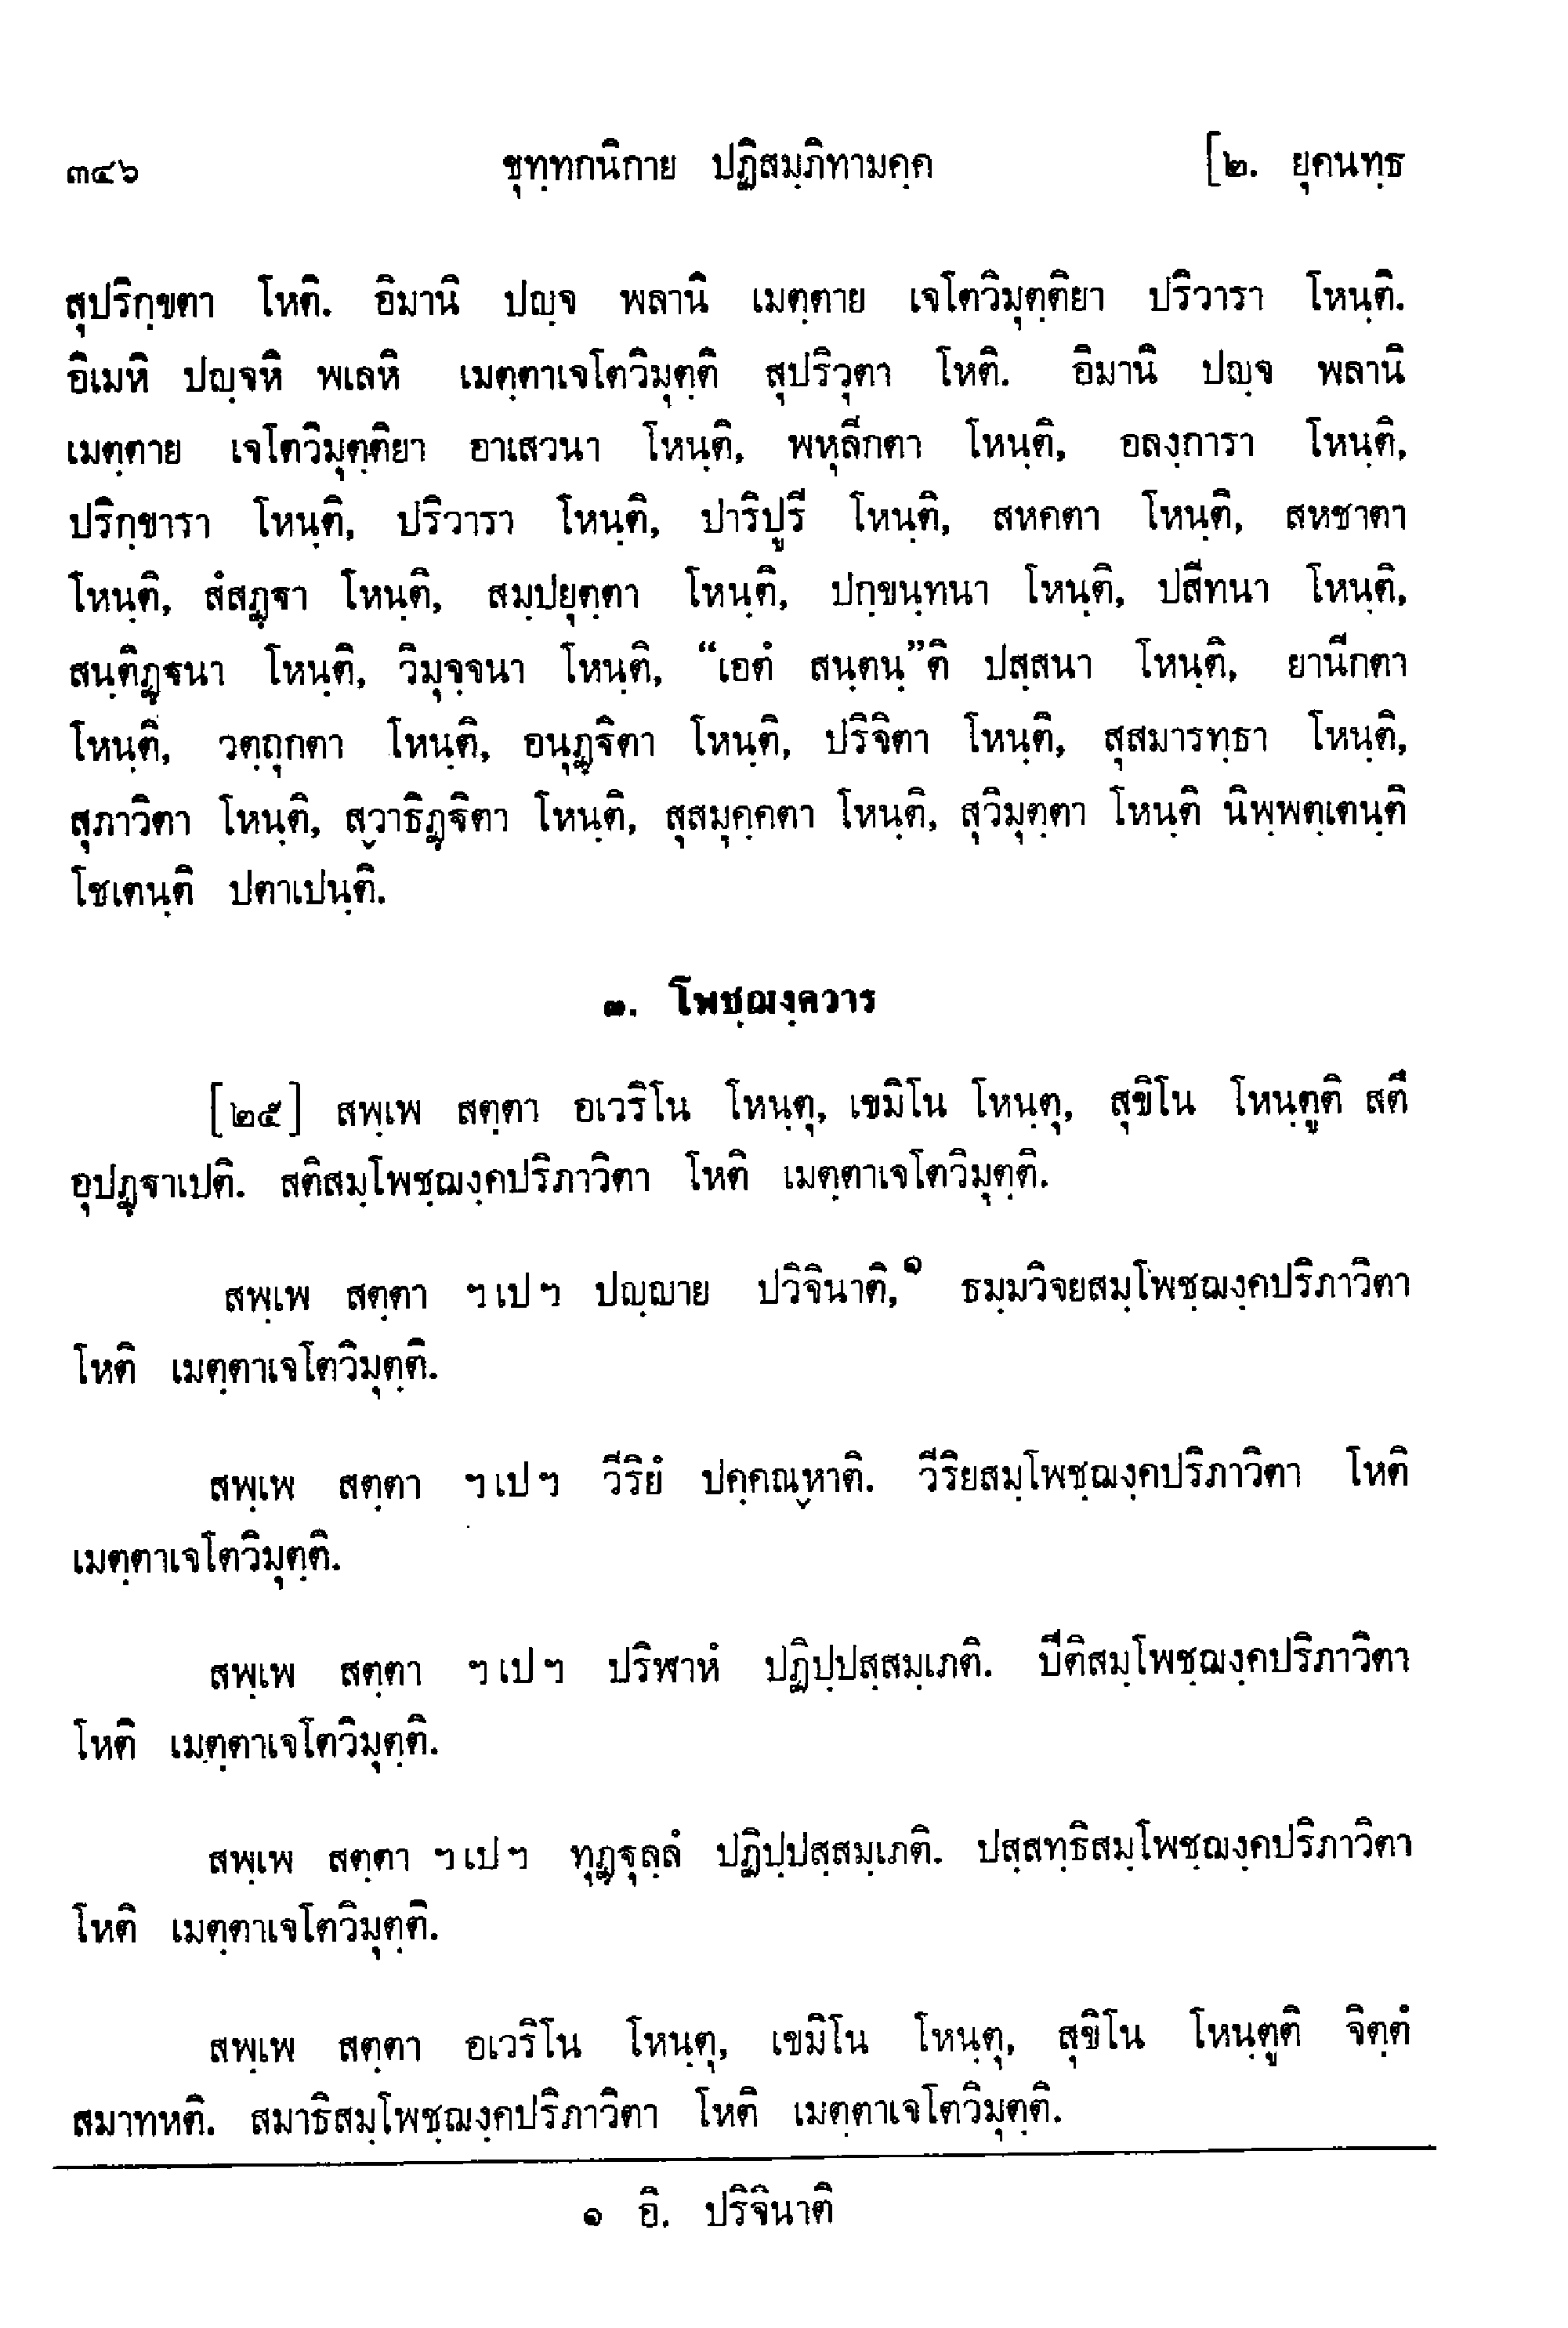 ๓๔๖ ขุทฺทกนิกาย ปฏิสมฺภิทามคฺค [๒. ยุคนทฺธ
สุปริกฺขตา โหติ. อิมานิ ปญฺจ พลานิ เมตฺตาย เจโตวิมุตฺติยา ปริวารา โหนฺติ.
อิเมหิ ปญฺจหิ พเลหิ เมตฺตาเจโตวิมุตฺติ สุปริวุตา โหติ. อิมานิ ปญฺจ พลานิ
เมตฺตาย เจโตวิมุตฺติยา อาเสวนา โหนฺติ, พหุลีกตา โหนฺติ, อลงฺการา โหนฺติ,
ปริกฺขารา โหนฺติ, ปริวารา โหนฺติ, ปาริปูรี โหนฺติ, สหคตา โหนฺติ, สหชาตา
โหนฺติ, สํสฏฺฐา โหนฺติ, สมฺปยุตฺตา โหนฺติ, ปกฺขนฺทนา โหนฺติ, ปสีทนา โหนฺติ,
สนฺติฏฺฐนา โหนฺติ, วิมุจฺจนา โหนฺติ, “เอตํ สนฺตนฺ”ติ ปสฺสนา โหนฺติ, ยานีกตา
โหนฺติ, วตฺถุกตา โหนฺติ, อนุฏฺฐิตา โหนฺติ, ปริจิตา โหนฺติ, สุสมารทฺธา โหนฺติ,
สุภาวิตา โหนฺติ, สฺวาธิฏฺฐิตา โหนฺติ, สุสมุคฺคตา โหนฺติ, สุวิมุตฺตา โหนฺติ นิพฺพตฺเตนฺติ
โชเตนฺติ ปตาเปนฺติ.
๓. โพชฺฌงฺควาร
[๒๕] สพฺเพ สตฺตา อเวริโน โหนฺตุ, เขมิโน โหนฺตุ, สุขิโน โหนฺตูติ สตึ
อุปฏฺฐาเปติ. สติสมฺโพชฺฌงฺคปริภาวิตา โหติ เมตฺตาเจโตวิมุตฺติ.
สพฺเพ สตฺตา ฯเปฯ ปญฺญาย ปวิจินาติ,๑ ธมฺมวิจยสมฺโพชฺฌงฺคปริภาวิตา
โหติ เมตฺตาเจโตวิมุตฺติ.
สพฺเพ สตฺตา ฯเปฯ วีริยํ ปคฺคณฺหาติ. วีริยสมฺโพชฺฌงฺคปริภาวิตา โหติ
เมตฺตาเจโตวิมุตฺติ.
สพฺเพ สตฺตา ฯเปฯ ปริฬาหํ ปฏิปฺปสฺสมฺเภติ. ปีติสมฺโพชฺฌงฺคปริภาวิตา
โหติ เมตฺตาเจโตวิมุตฺติ.
สพฺเพ สตฺตา ฯเปฯ ทุฏฺฐุลฺลํ ปฏิปฺปสฺสมฺเภติ. ปสฺสทฺธิสมฺโพชฺฌงฺคปริภาวิตา
โหติ เมตฺตาเจโตวิมุตฺติ.
สพฺเพ สตฺตา อเวริโน โหนฺตุ, เขมิโน โหนฺตุ, สุขิโน โหนฺตูติ จิตฺตํ
สมาทหติ. สมาธิสมฺโพชฺฌงฺคปริภาวิตา โหติ เมตฺตาเจโตวิมุตฺติ.
๑ อิ. ปริจินาติ